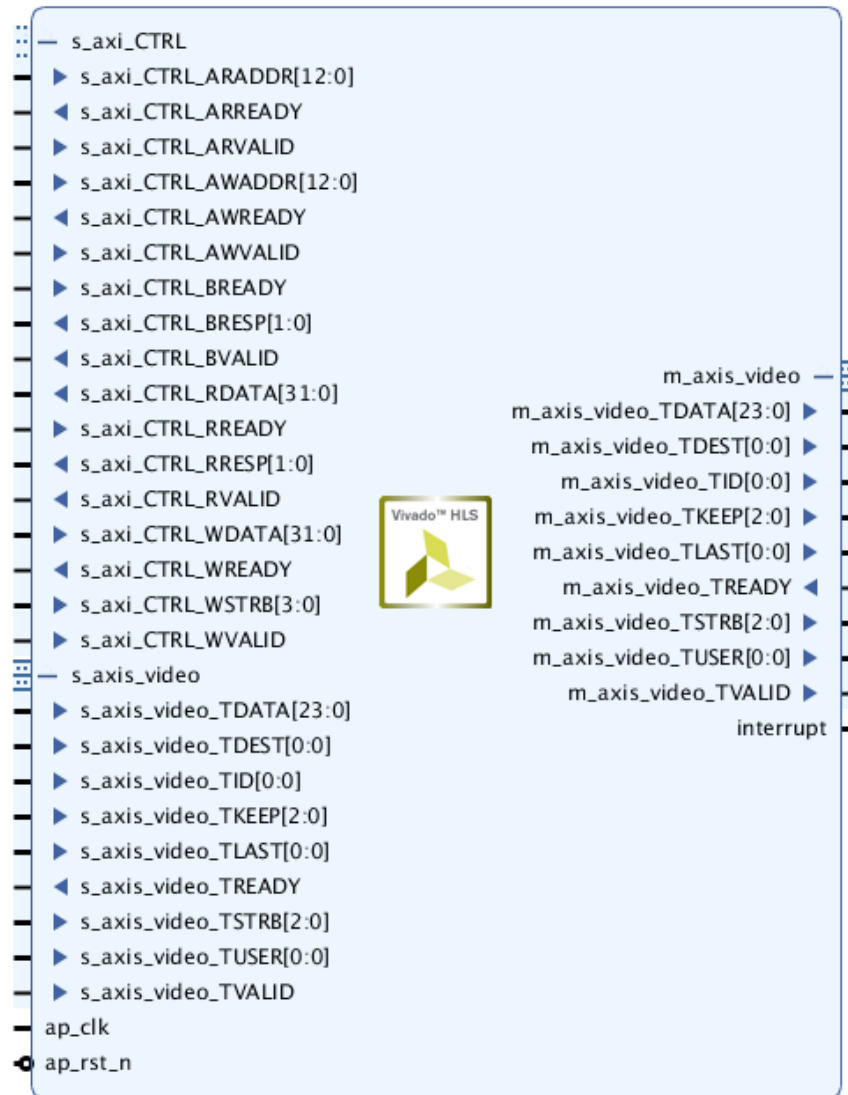 s_axi_CTRL
s_axi_CTRL_ARADDR[12:0]
s_axi_CTRL_ARREADY
s_axi_CTRL_ARVALID
s_axi_CTRL_AWADDR[12:0]
s_axi_CTRL_AWREADY
s_axi_CTRL_AWVALID
s_axi_CTRL_BREADY
s_axi_CTRL_BRESP[1:0]
s_axi_CTRL_BVALID
s_axi_CTRL_RDATA[31:0]
s_axi_CTRL_RREADY
s_axi_CTRL_RRESP[1:0]
s_axi_CTRL_RVALID
s_axi_CTRL_WDATA[31:0]
s_axi_CTRL_WREADY
s_axi_CTRL_WSTRB[3:0]
s_axi_CTRL_WVALID
s_axis_video
s_axis_video_TDATA[23:0]
s_axis_video_TDEST[0:0]
s_axis_video_TID[0:0]
s_axis_video_TKEEP[2:0]
s_axis_video_TLAST[0:0]
s_axis_video_TREADY
s_axis_video_TSTRB[2:0]
s_axis_video_TUSER[0:0]
s_axis_video_TVALID
ap_clk
ap_rst_n
Vivado™ HLS
m_axis_video
m_axis_video_TDATA[23:0]
m_axis_video_TDEST[0:0]
m_axis_video_TID[0:0]
m_axis_video_TKEEP[2:0]
m_axis_video_TLAST[0:0]
m_axis_video_TREADY
m_axis_video_TSTRB[2:0]
m_axis_video_TUSER[0:0]
m_axis_video_TVALID
interrupt